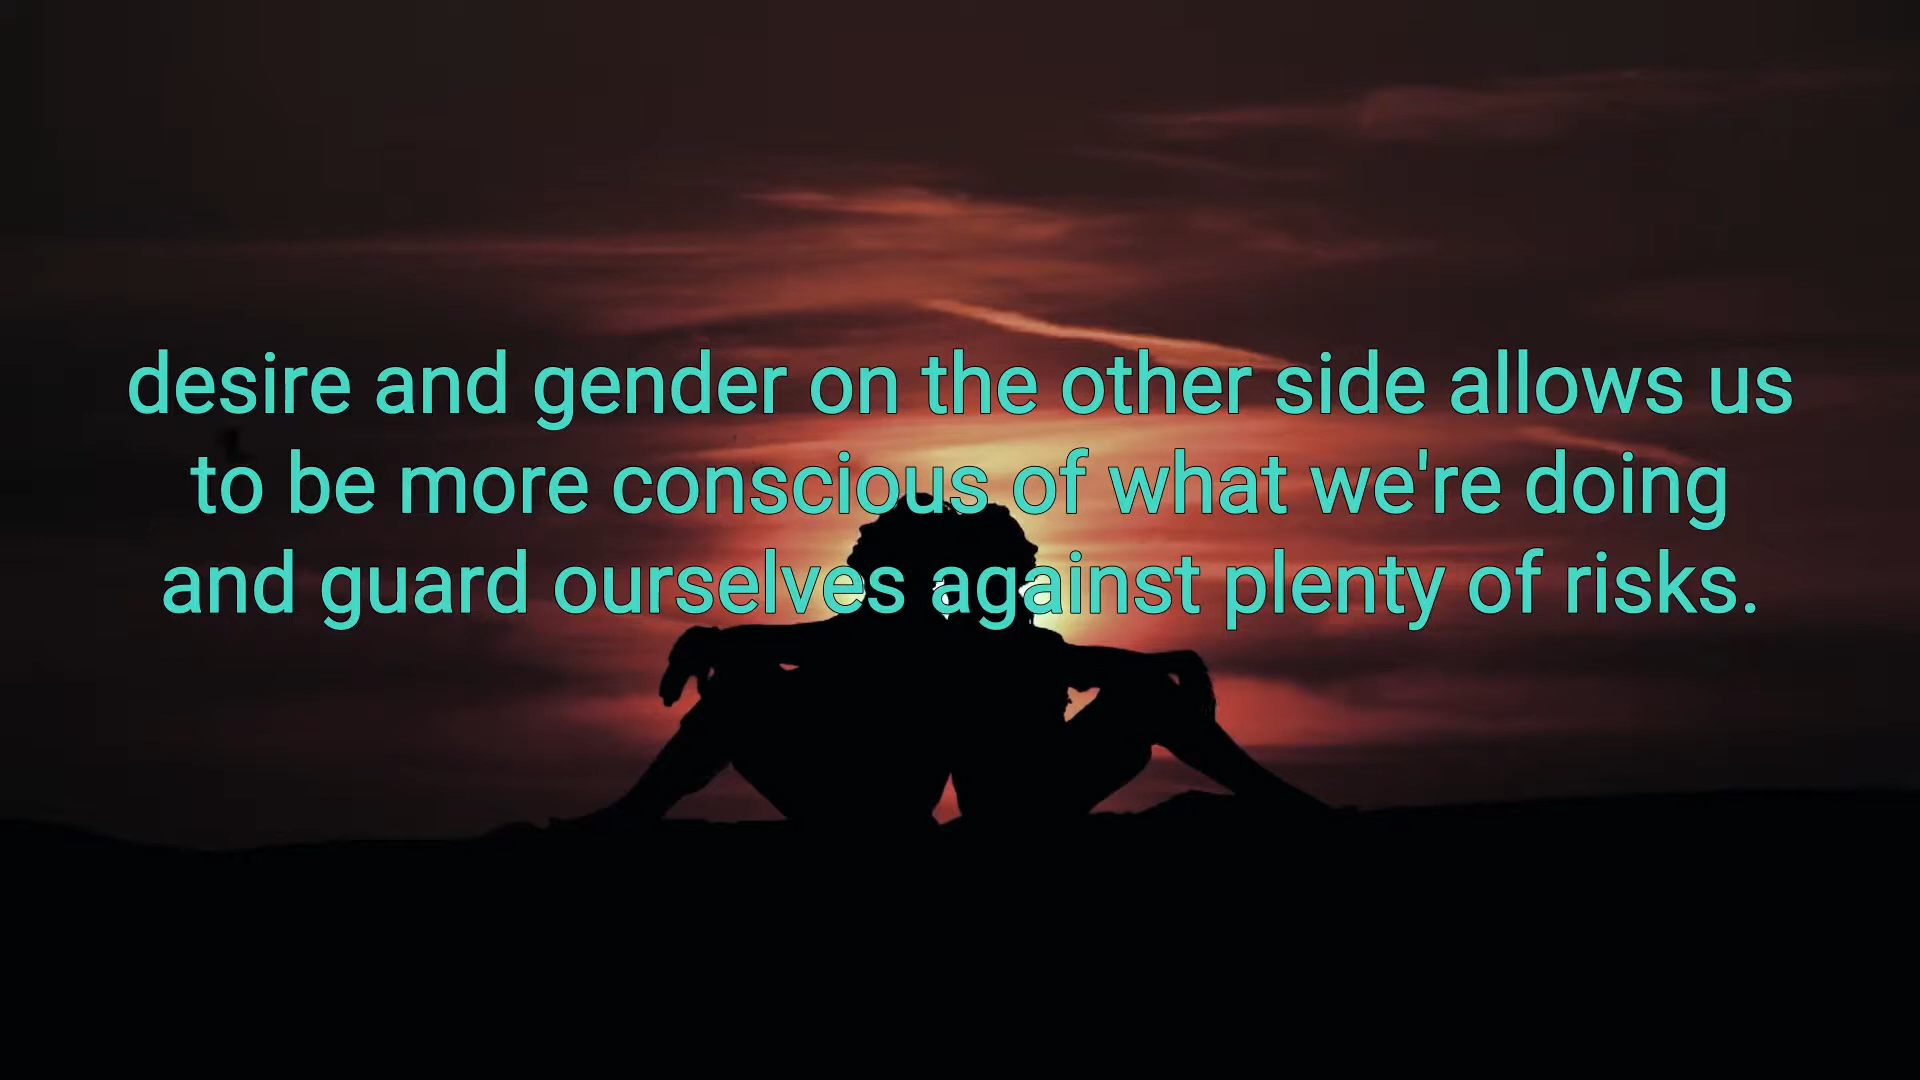 desire and gender on the other side allows us
to be more conscious of what we're doing
and guard ourselves against plenty of risks.